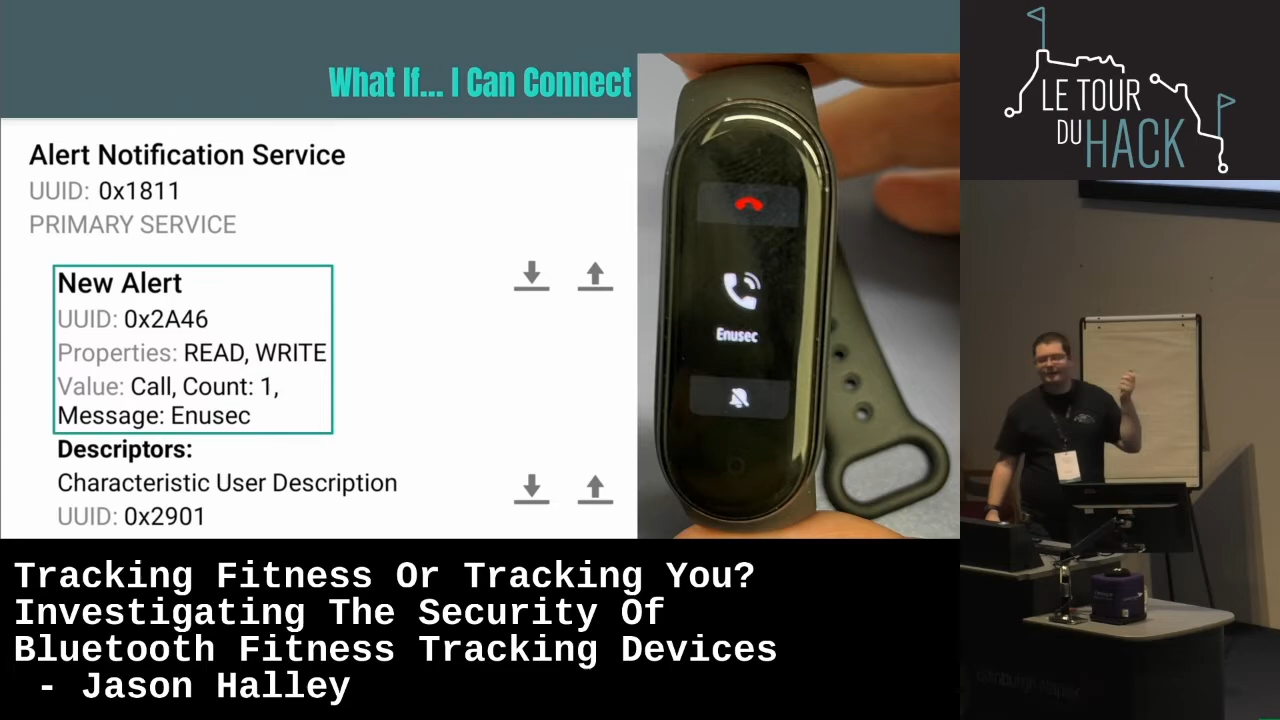 What If... I Can Connect
Alert Notification Service
UUID: 0x1811
PRIMARY SERVICE
New Alert
UUID: 0x2A46
Properties: READ, WRITE
Value: Call, Count: 1,
Message: Enusec
Descriptors:
Characteristic User Description
UUID: 0x2901
Enusec
LE TOUR
DU HACK
Tracking Fitness Or Tracking You?
Investigating The Security Of
Bluetooth Fitness Tracking Devices
- Jason Halley